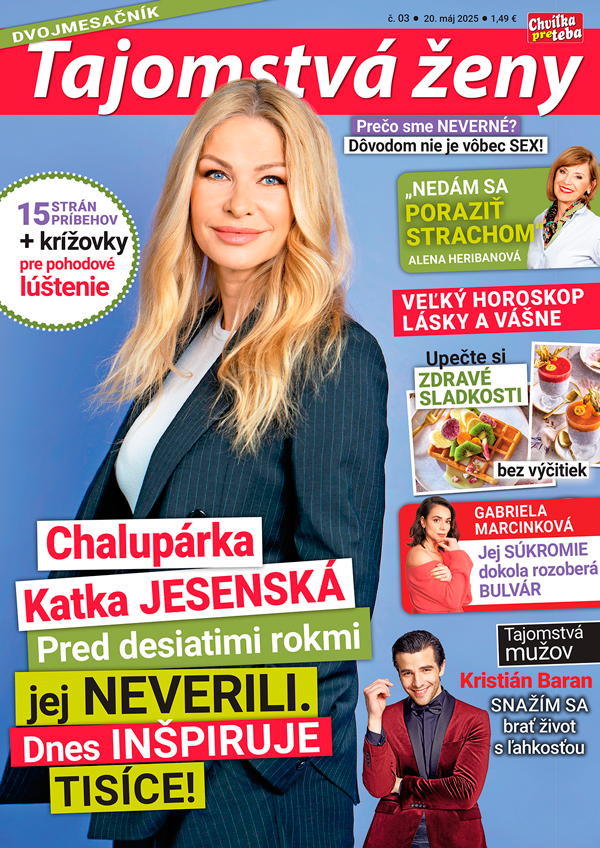 DVOJMESAČNÍK
č. 03 ● 20. máj 2025 ● 1,49 €
Chvíľka
pre teba
Tajomstvá ženy
Prečo sme NEVERNÉ?
Dôvodom nie je vôbec SEX!
15 STRÁN
PRÍBEHOV
+ krížovky
pre pohodové
lúštenie
„NEDÁM SA
PORAZIŤ
STRACHOM“
ALENA HERIBANOVÁ
VEĽKÝ HOROSKOP
LÁSKY A VÁŠNE
Upečte si
ZDRAVÉ
SLADKOSTI
bez výčitiek
GABRIELA
MARCINKOVÁ
Jej SÚKROMIE
dokola rozoberá
BULVÁR
Chalupárka
Katka JESENSKÁ
Pred desiatimi rokmi
jej NEVERILI.
Dnes INŠPIRUJE
TISÍCE!
Tajomstvá
mužov
Kristián Baran
SNAŽÍM SA
brať život
s ľahkosťou